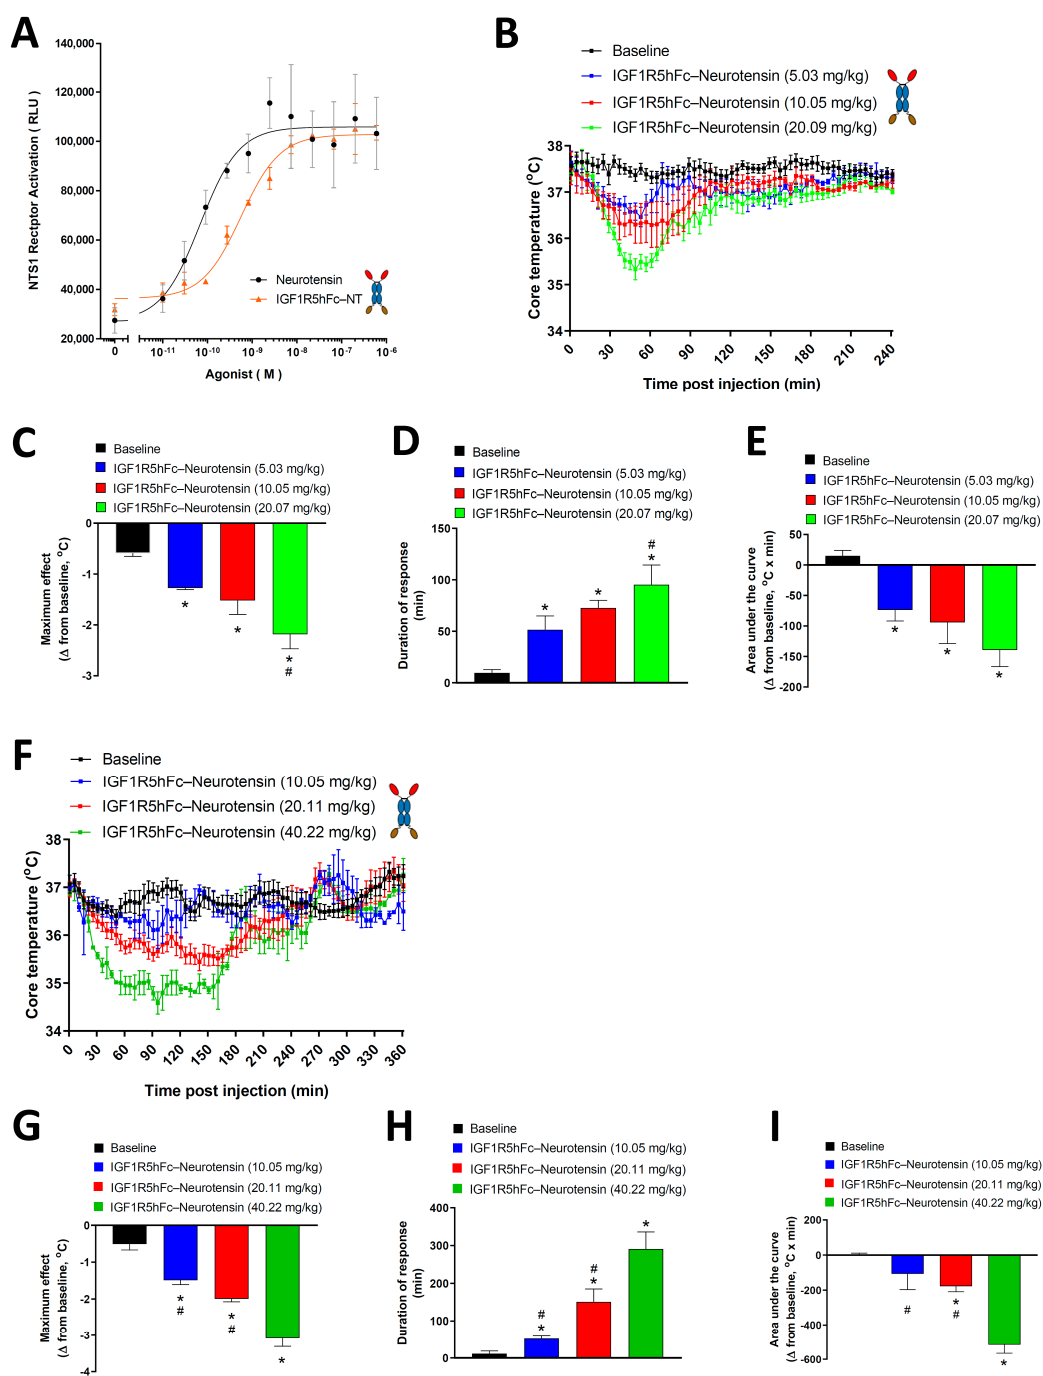 A
140,000
120,000
100,000
80,000
60,000
40,000
20,000
NTS1 Recptor Activation ( RLU )
Neurotensin
IGF1R5hFc–NT
0 10-11 10-10 10-9 10-8 10-7 10-6
Agonist ( M )
B
Baseline
IGF1R5hFc–Neurotensin (5.03 mg/kg)
IGF1R5hFc–Neurotensin (10.05 mg/kg)
IGF1R5hFc–Neurotensin (20.09 mg/kg)
38
37
36
35
34
Core temperature (oC)
0 30 60 90 120 150 180 210 240
Time post injection (min)
C
Baseline
IGF1R5hFc–Neurotensin (5.03 mg/kg)
IGF1R5hFc–Neurotensin (10.05 mg/kg)
IGF1R5hFc–Neurotensin (20.07 mg/kg)
0
-1
-2
-3
Maximum effect
(Δ from baseline, oC)
*
*
*
#
D
Baseline
IGF1R5hFc–Neurotensin (5.03 mg/kg)
IGF1R5hFc–Neurotensin (10.05 mg/kg)
IGF1R5hFc–Neurotensin (20.07 mg/kg)
150
100
50
0
Duration of response
(min)
*
*
#
*
E
Baseline
IGF1R5hFc–Neurotensin (5.03 mg/kg)
IGF1R5hFc–Neurotensin (10.05 mg/kg)
IGF1R5hFc–Neurotensin (20.07 mg/kg)
50
0
-50
-100
-150
-200
Area under the curve
(Δ from baseline, oC x min)
*
*
*
F
Baseline
IGF1R5hFc–Neurotensin (10.05 mg/kg)
IGF1R5hFc–Neurotensin (20.11 mg/kg)
IGF1R5hFc–Neurotensin (40.22 mg/kg)
38
37
36
35
34
Core temperature (oC)
0 30 60 90 120 150 180 210 240 270 300 330 360
Time post injection (min)
G
Baseline
IGF1R5hFc–Neurotensin (10.05 mg/kg)
IGF1R5hFc–Neurotensin (20.11 mg/kg)
IGF1R5hFc–Neurotensin (40.22 mg/kg)
0
-1
-2
-3
-4
Maximum effect
(Δ from baseline, oC)
*
#
*
#
*
H
Baseline
IGF1R5hFc–Neurotensin (10.05 mg/kg)
IGF1R5hFc–Neurotensin (20.11 mg/kg)
IGF1R5hFc–Neurotensin (40.22 mg/kg)
400
300
200
100
0
Duration of response
(min)
#
*
#
*
*
I
Baseline
IGF1R5hFc–Neurotensin (10.05 mg/kg)
IGF1R5hFc–Neurotensin (20.11 mg/kg)
IGF1R5hFc–Neurotensin (40.22 mg/kg)
200
0
-200
-400
-600
Area under the curve
(Δ from baseline, oC x min)
#
*
#
*